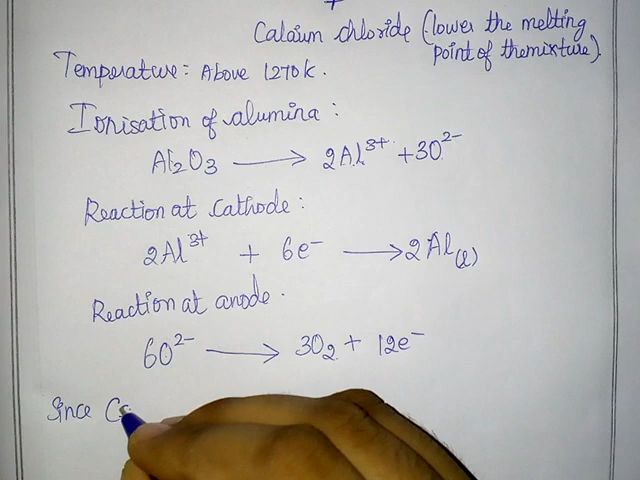 +
Calcium chloride (lower the melting
point of the mixture).
Temperature: Above 1270k.
Ionisation of alumina:
Al2O3 ⟶ 2Al³⁺ + 3O²⁻
Reaction at Cathode:
2Al³⁺ + 6e⁻ ⟶ 2Al(l)
Reaction at anode.
6O²⁻ ⟶ 3O2 + 12e⁻
Since